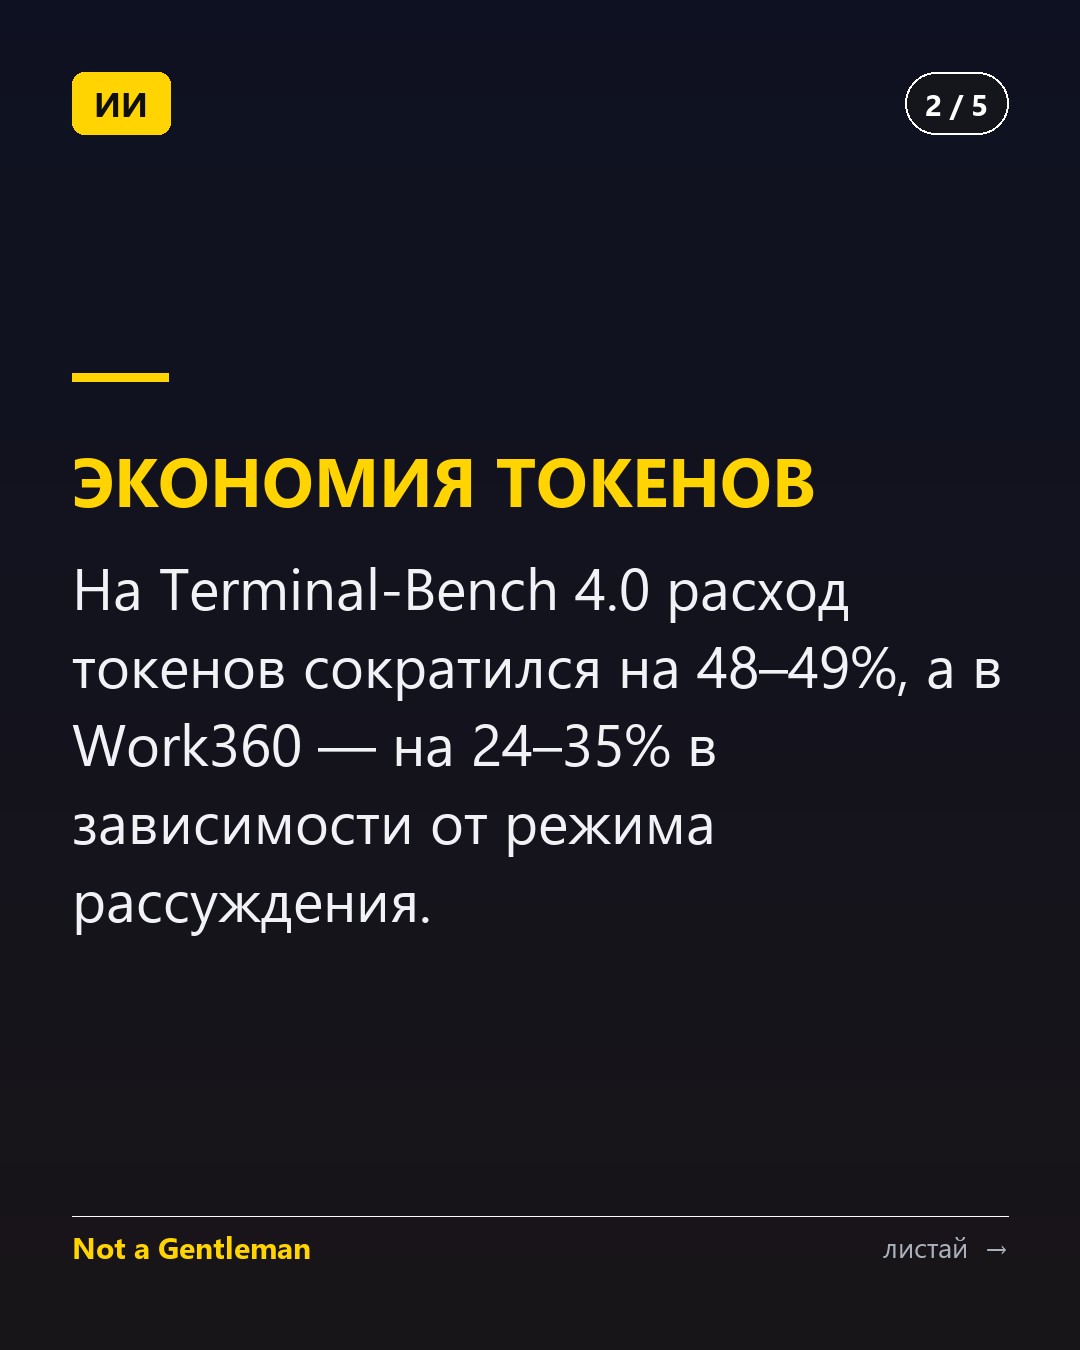 ИИ
2 / 5
ЭКОНОМИЯ ТОКЕНОВ
На Terminal-Bench 4.0 расход
токенов сократился на 48–49%, а в
Work360 — на 24–35% в
зависимости от режима
рассуждения.
Not a Gentleman
листай →